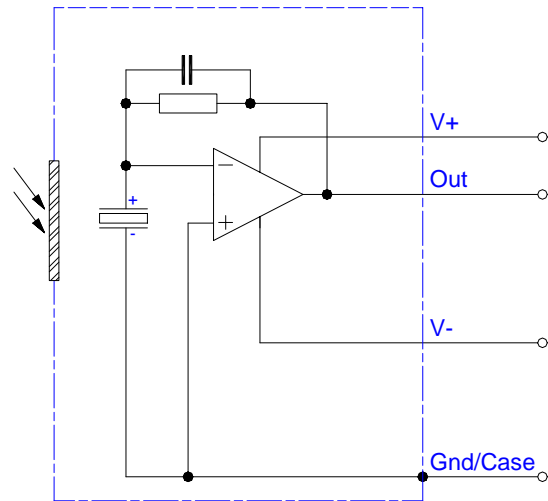 V+
Out
+
-
V-
Gnd/Case